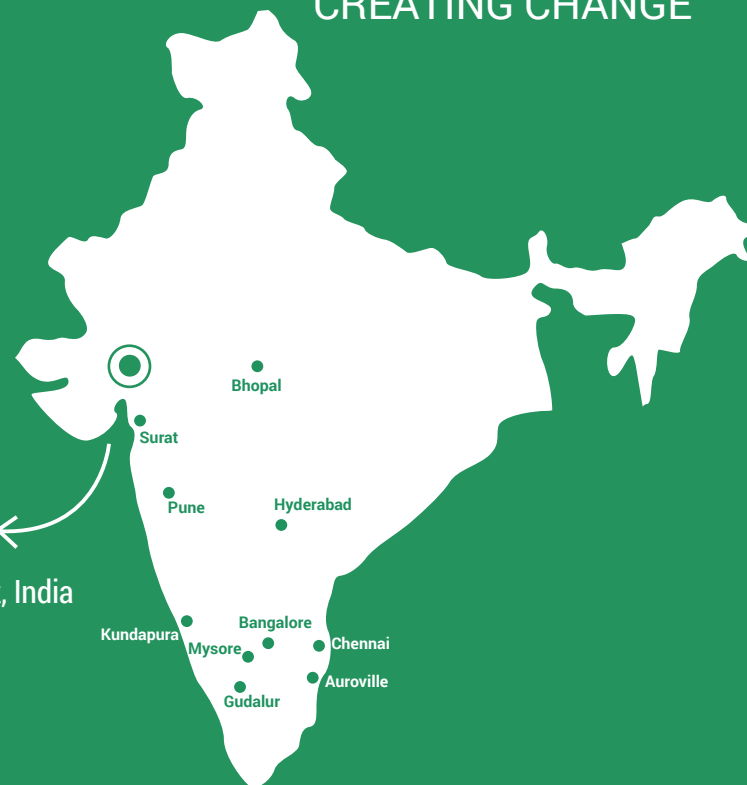 CREATING CHANGE
Bhopal
Surat
Pune
Hyderabad
, India
Kundapura
Bangalore
Mysore
Chennai
Auroville
Gudalur